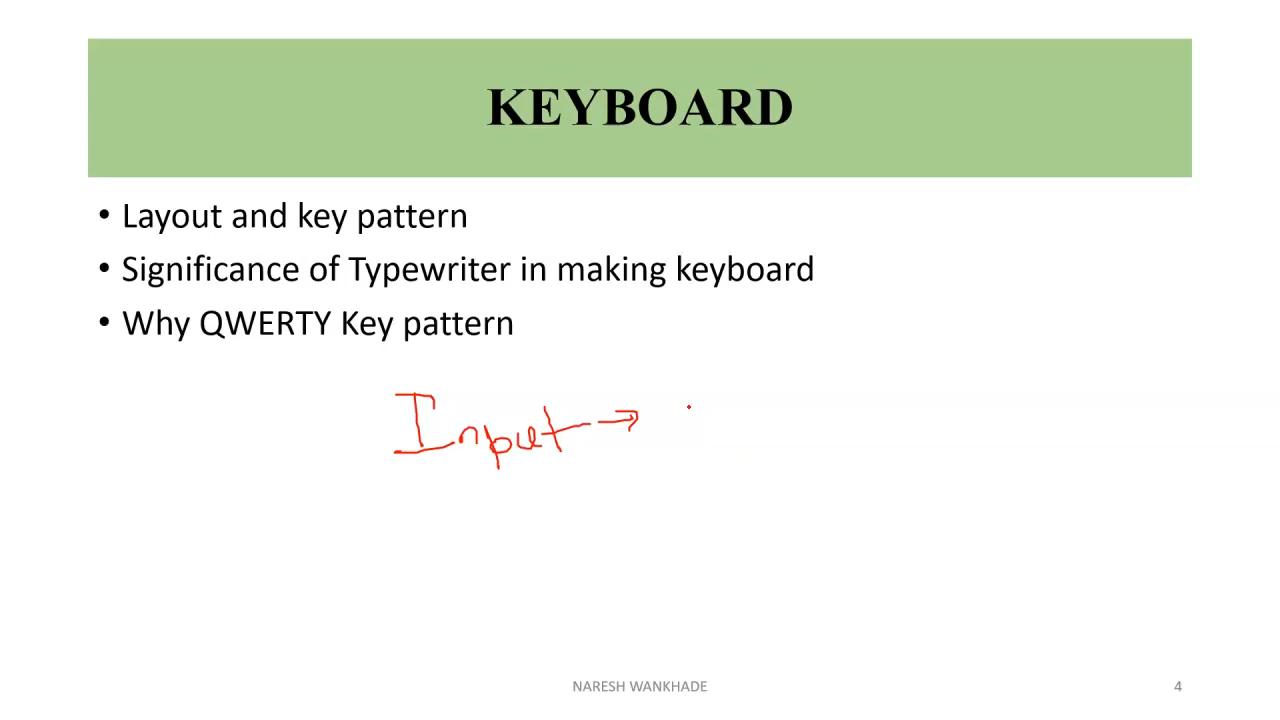 KEYBOARD
• Layout and key pattern
• Significance of Typewriter in making keyboard
• Why QWERTY Key pattern
Input →
NARESH WANKHADE
4